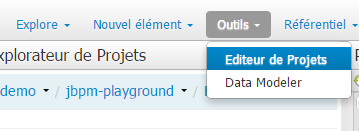 Explore Nouvel élément Outils Référentiel
xplorateur de Projets
Editeur de Projets
demo / jbpm-playground /
Data Modeler